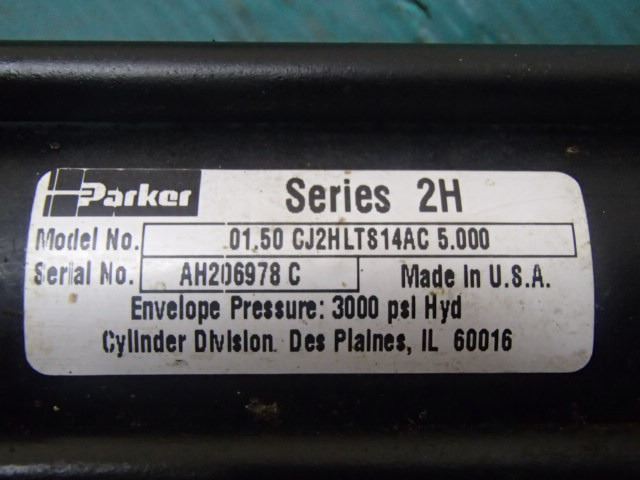 Parker Series 2H
Model No. 01.50 CJ2HLTS14AC 5.000
Serial No. AH206978 C Made In U.S.A.
Envelope Pressure: 3000 psi Hyd
Cylinder Division Des Plaines, IL 60016